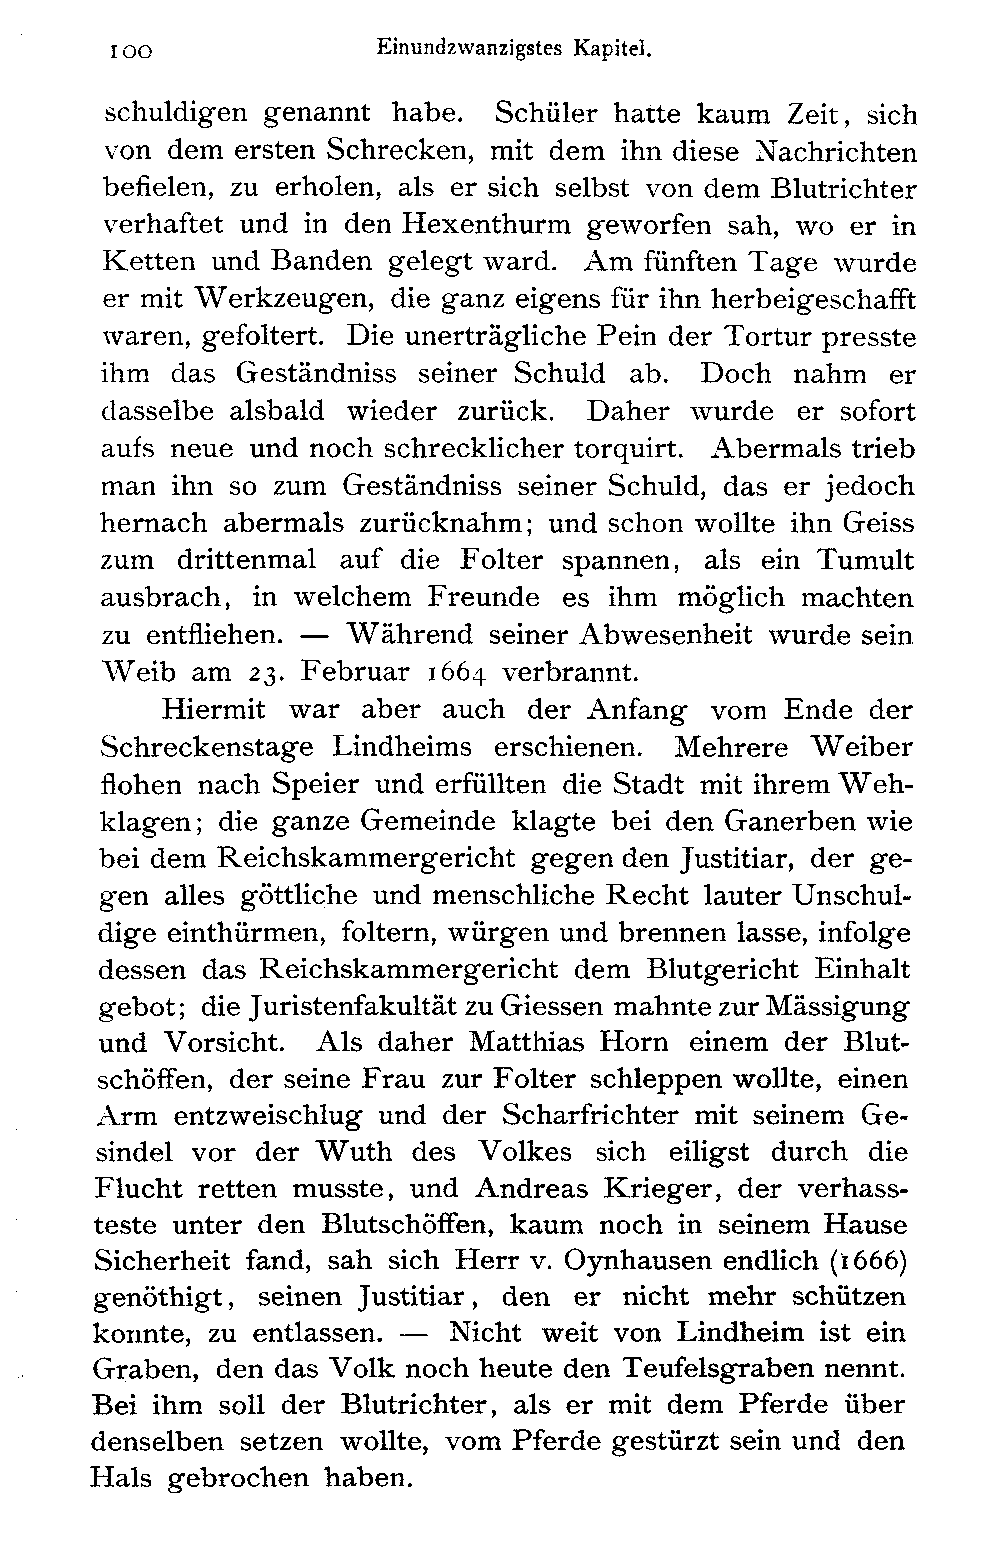 100 Einundzwanzigstes Kapitel.
schuldigen genannt habe. Schüler hatte kaum Zeit, sich
von dem ersten Schrecken, mit dem ihn diese Nachrichten
befielen, zu erholen, als er sich selbst von dem Blutrichter
verhaftet und in den Hexenthurm geworfen sah, wo er in
Ketten und Banden gelegt ward. Am fünften Tage wurde
er mit Werkzeugen, die ganz eigens für ihn herbeigeschafft
waren, gefoltert. Die unerträgliche Pein der Tortur presste
ihm das Geständniss seiner Schuld ab. Doch nahm er
dasselbe alsbald wieder zurück. Daher wurde er sofort
aufs neue und noch schrecklicher torquirt. Abermals trieb
man ihn so zum Geständniss seiner Schuld, das er jedoch
hernach abermals zurücknahm; und schon wollte ihn Geiss
zum drittenmal auf die Folter spannen, als ein Tumult
ausbrach, in welchem Freunde es ihm möglich machten
zu entfliehen. — Während seiner Abwesenheit wurde sein
Weib am 23. Februar 1664 verbrannt.
Hiermit war aber auch der Anfang vom Ende der
Schreckenstage Lindheims erschienen. Mehrere Weiber
flohen nach Speier und erfüllten die Stadt mit ihrem Weh-
klagen; die ganze Gemeinde klagte bei den Ganerben wie
bei dem Reichskammergericht gegen den Justitiar, der ge-
gen alles göttliche und menschliche Recht lauter Unschul-
dige einthürmen, foltern, würgen und brennen lasse, infolge
dessen das Reichskammergericht dem Blutgericht Einhalt
gebot; die Juristenfakultät zu Giessen mahnte zur Mässigung
und Vorsicht. Als daher Matthias Horn einem der Blut-
schöffen, der seine Frau zur Folter schleppen wollte, einen
Arm entzweischlug und der Scharfrichter mit seinem Ge-
sindel vor der Wuth des Volkes sich eiligst durch die
Flucht retten musste, und Andreas Krieger, der verhass-
teste unter den Blutschöffen, kaum noch in seinem Hause
Sicherheit fand, sah sich Herr v. Oynhausen endlich (1666)
genöthigt, seinen Justitiar, den er nicht mehr schützen
konnte, zu entlassen. — Nicht weit von Lindheim ist ein
Graben, den das Volk noch heute den Teufelsgraben nennt.
Bei ihm soll der Blutrichter, als er mit dem Pferde über
denselben setzen wollte, vom Pferde gestürzt sein und den
Hals gebrochen haben.